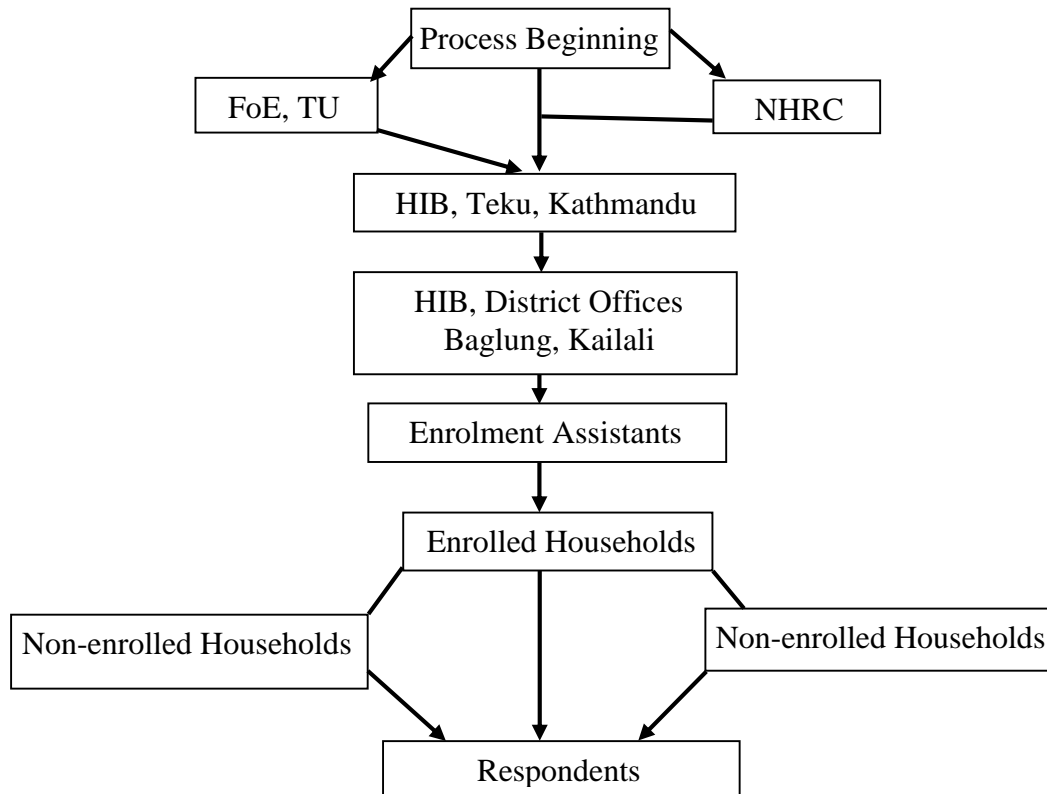 Process Beginning
FoE, TU
NHRC
HIB, Teku, Kathmandu
HIB, District Offices
Baglung, Kailali
Enrolment Assistants
Enrolled Households
Non-enrolled Households
Non-enrolled Households
Respondents